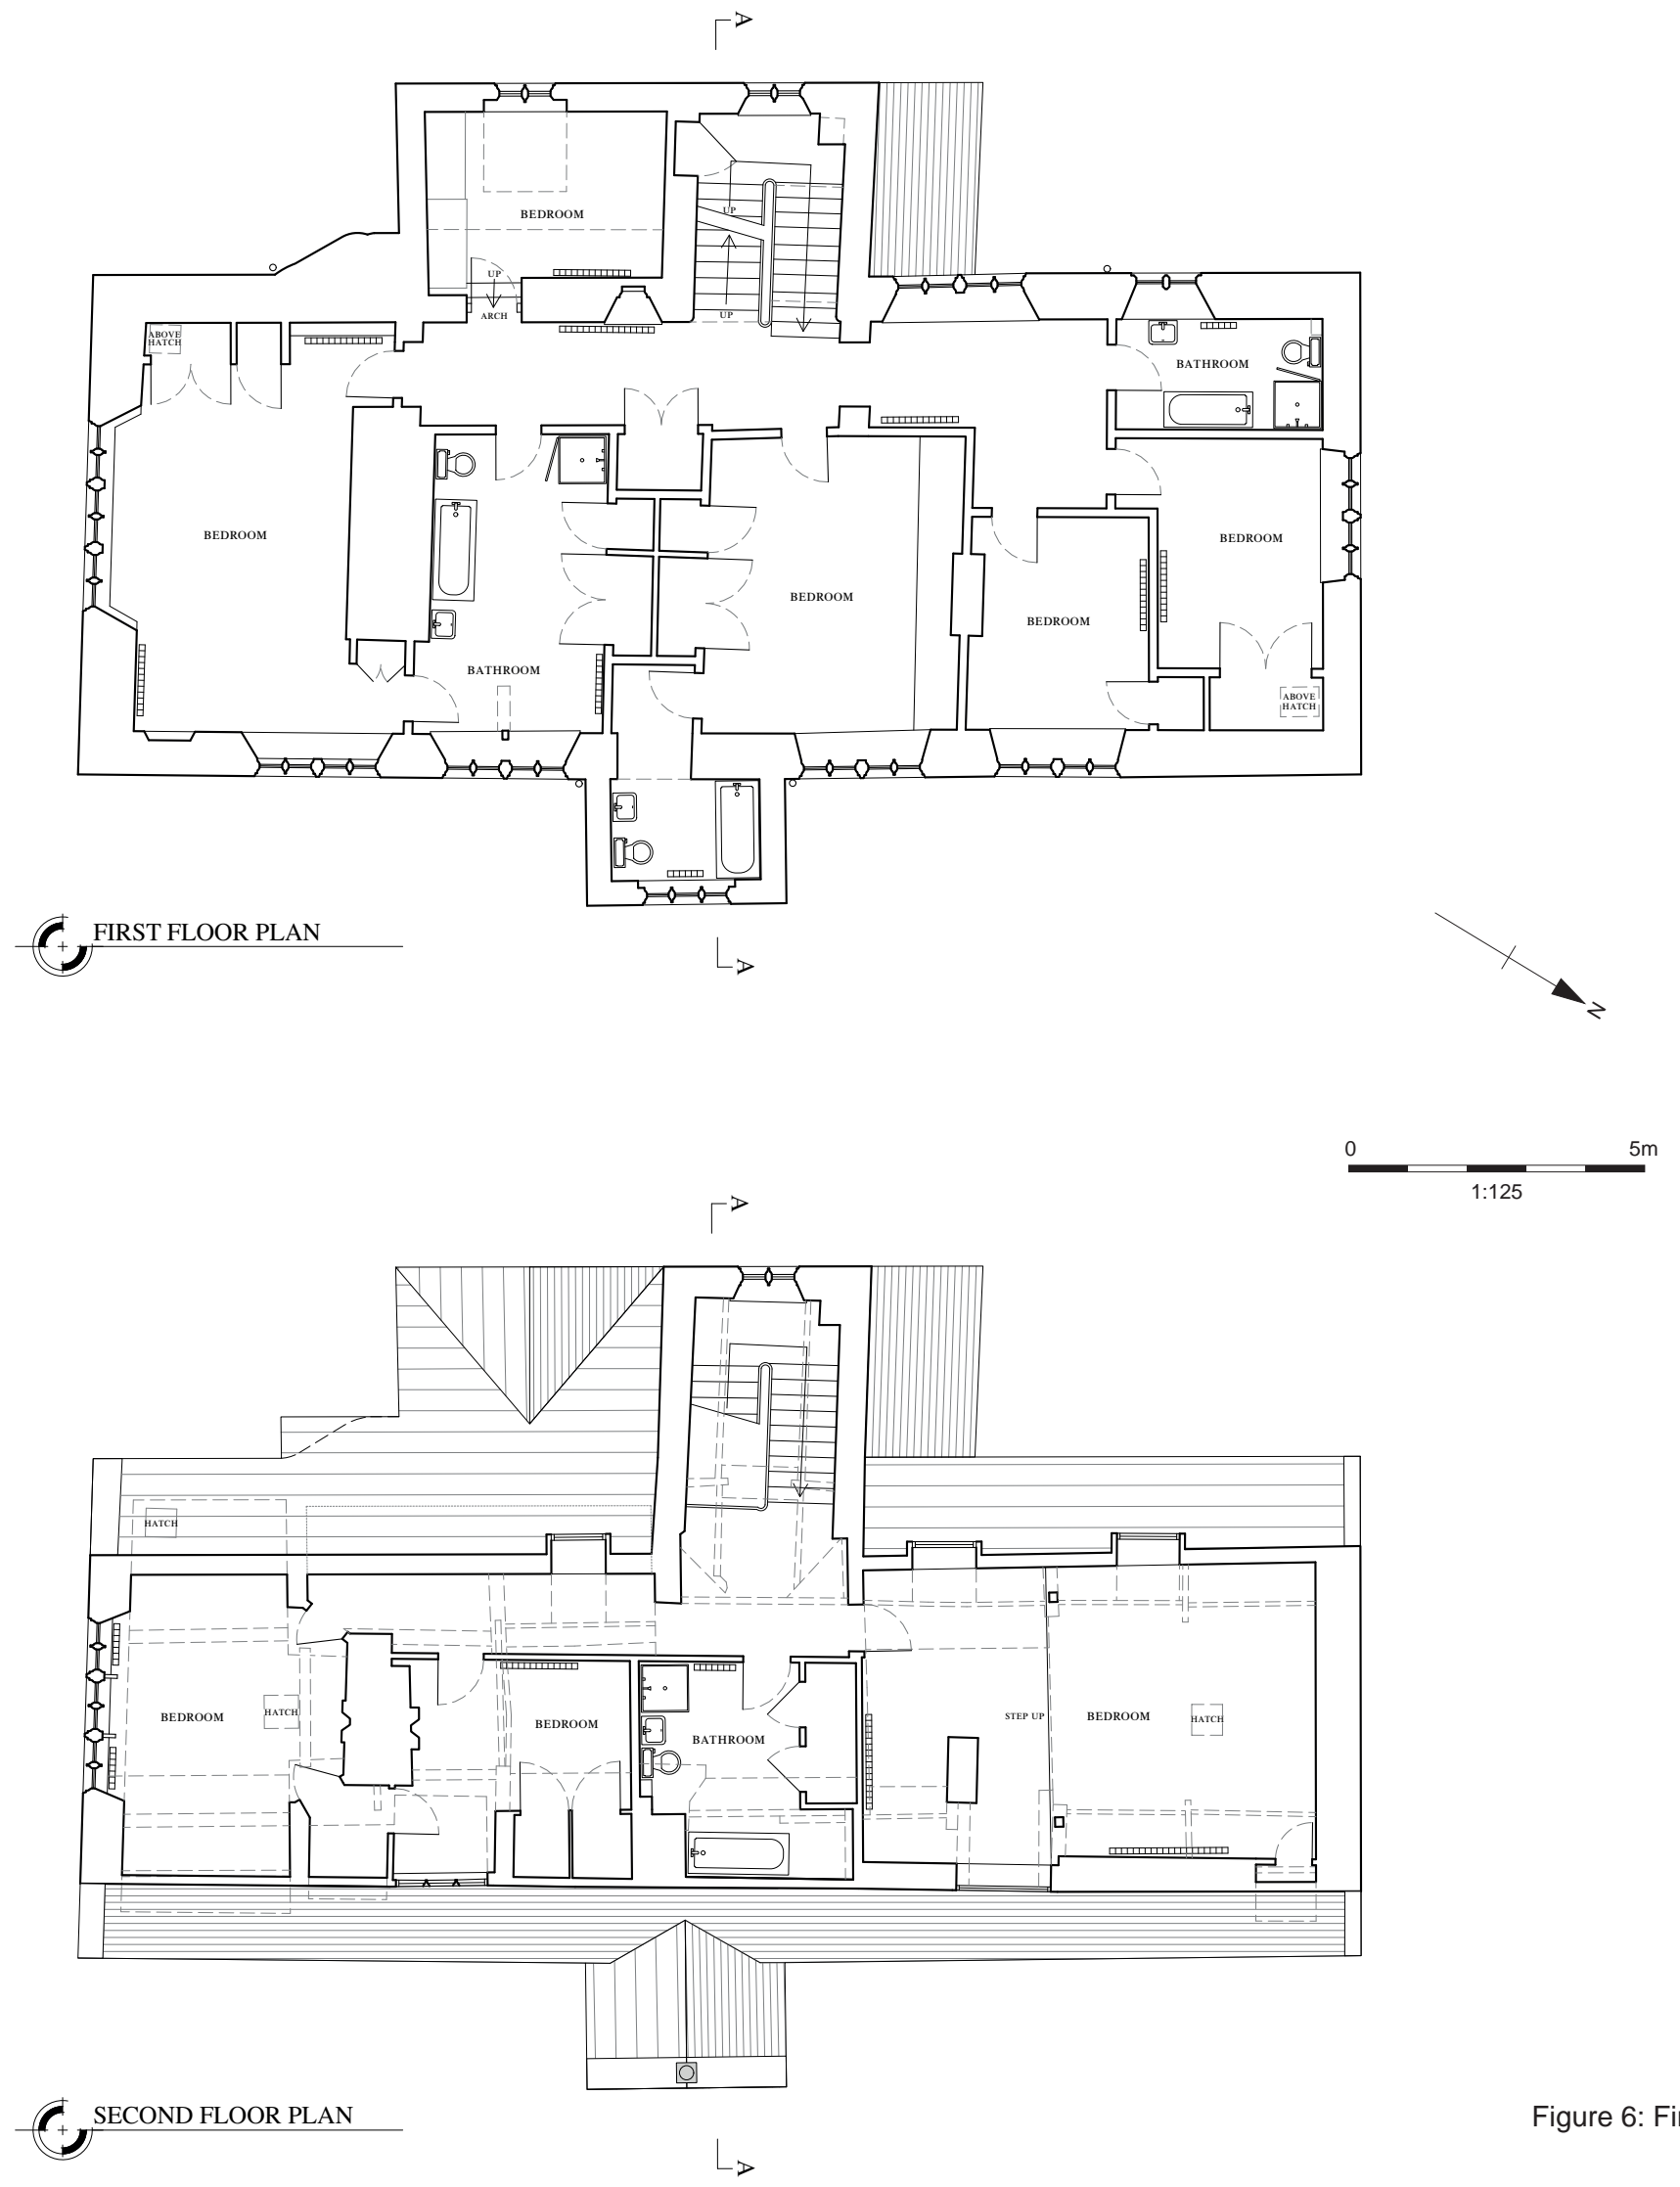 A
BEDROOM
UP
UP
ARCH
UP
ABOVE
HATCH
BATHROOM
BEDROOM
BEDROOM
BEDROOM
BEDROOM
BATHROOM
ABOVE
HATCH
FIRST FLOOR PLAN
A
N
0 5m
1:125
A
HATCH
BEDROOM
HATCH
BEDROOM
BATHROOM
STEP UP
BEDROOM
HATCH
SECOND FLOOR PLAN
A
Figure 6: Fi